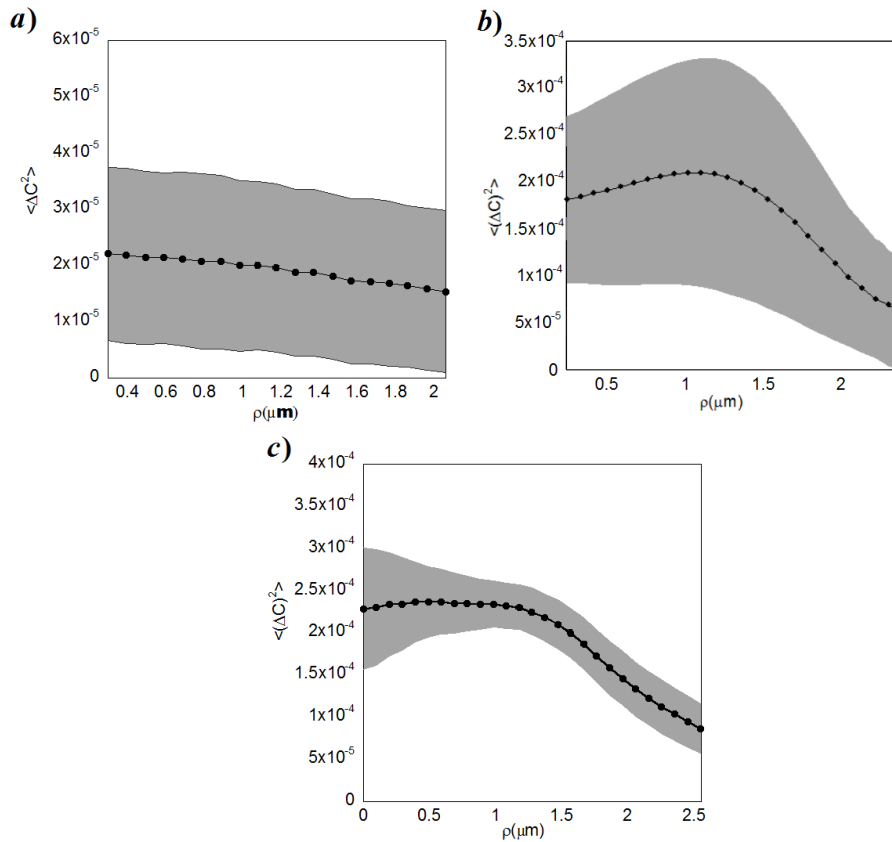 a)
6x10⁻⁵
5x10⁻⁵
4x10⁻⁵
3x10⁻⁵
2x10⁻⁵
1x10⁻⁵
0
<ΔC²>
0.4 0.6 0.8 1 1.2 1.4 1.6 1.8 2
ρ(μm)
b)
3.5x10⁻⁴
3x10⁻⁴
2.5x10⁻⁴
2x10⁻⁴
1.5x10⁻⁴
1x10⁻⁴
5x10⁻⁵
0
<(ΔC)²>
0.5 1 1.5 2
ρ(μm)
c)
4x10⁻⁴
3.5x10⁻⁴
3x10⁻⁴
2.5x10⁻⁴
2x10⁻⁴
1.5x10⁻⁴
1x10⁻⁴
5x10⁻⁵
0
<(ΔC)²>
0 0.5 1 1.5 2 2.5
ρ(μm)